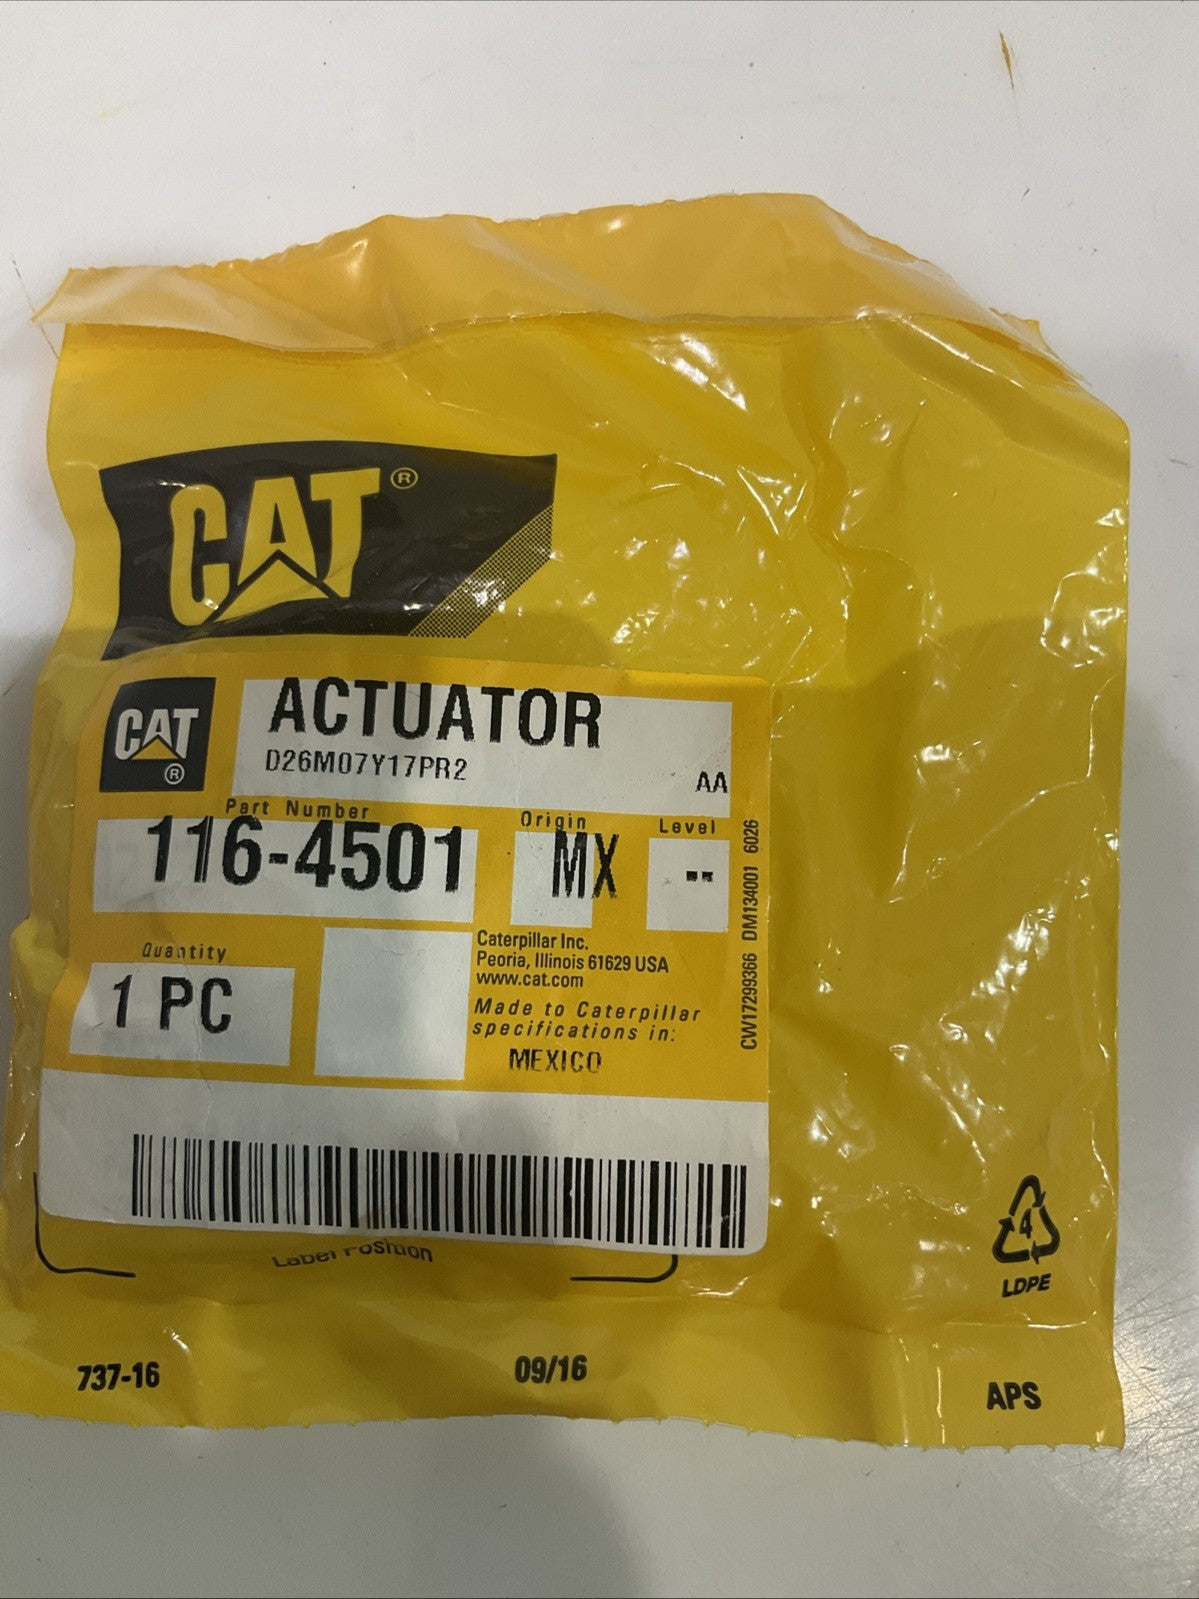 CAT ®
CAT ®
ACTUATOR
D26M07Y17PR2
AA
Part Number
Origin
Level
116-4501
MX
--
Quantity
1 PC
Caterpillar Inc.
Peoria, Illinois 61629 USA
www.cat.com
Made to Caterpillar
specifications in:
MEXICO
CW17299366 DM134001 6026
Label Position
4
LDPE
737-16
09/16
APS